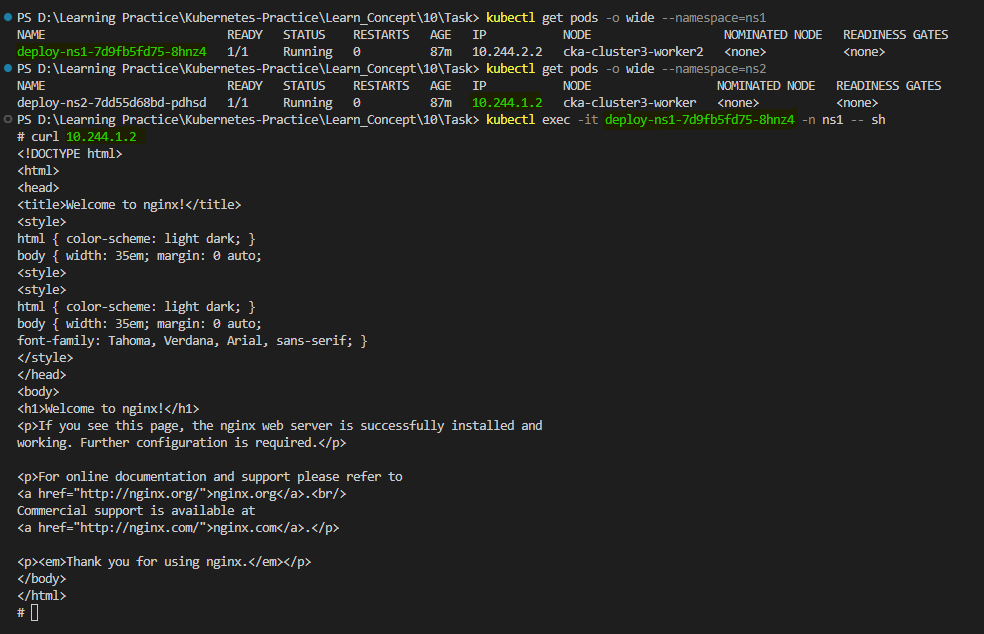 PS D:\Learning Practice\Kubernetes-Practice\Learn_Concept\10\Task> kubectl get pods -o wide --namespace=ns1
NAME READY STATUS RESTARTS AGE IP NODE NOMINATED NODE READINESS GATES
deploy-ns1-7d9fb5fd75-8hnz4 1/1 Running 0 87m 10.244.2.2 cka-cluster3-worker2 <none> <none>
PS D:\Learning Practice\Kubernetes-Practice\Learn_Concept\10\Task> kubectl get pods -o wide --namespace=ns2
NAME READY STATUS RESTARTS AGE IP NODE NOMINATED NODE READINESS GATES
deploy-ns2-7dd55d68bd-pdhsd 1/1 Running 0 87m 10.244.1.2 cka-cluster3-worker <none> <none>
PS D:\Learning Practice\Kubernetes-Practice\Learn_Concept\10\Task> kubectl exec -it deploy-ns1-7d9fb5fd75-8hnz4 -n ns1 -- sh
# curl 10.244.1.2
<!DOCTYPE html>
<html>
<head>
<title>Welcome to nginx!</title>
<style>
html { color-scheme: light dark; }
body { width: 35em; margin: 0 auto;
<style>
<style>
html { color-scheme: light dark; }
body { width: 35em; margin: 0 auto;
font-family: Tahoma, Verdana, Arial, sans-serif; }
</style>
</head>
<body>
<h1>Welcome to nginx!</h1>
<p>If you see this page, the nginx web server is successfully installed and
working. Further configuration is required.</p>
<p>For online documentation and support please refer to
<a href="http://nginx.org/">nginx.org</a>.<br/>
Commercial support is available at
<a href="http://nginx.com/">nginx.com</a>.</p>
<p><em>Thank you for using nginx.</em></p>
</body>
</html>
#